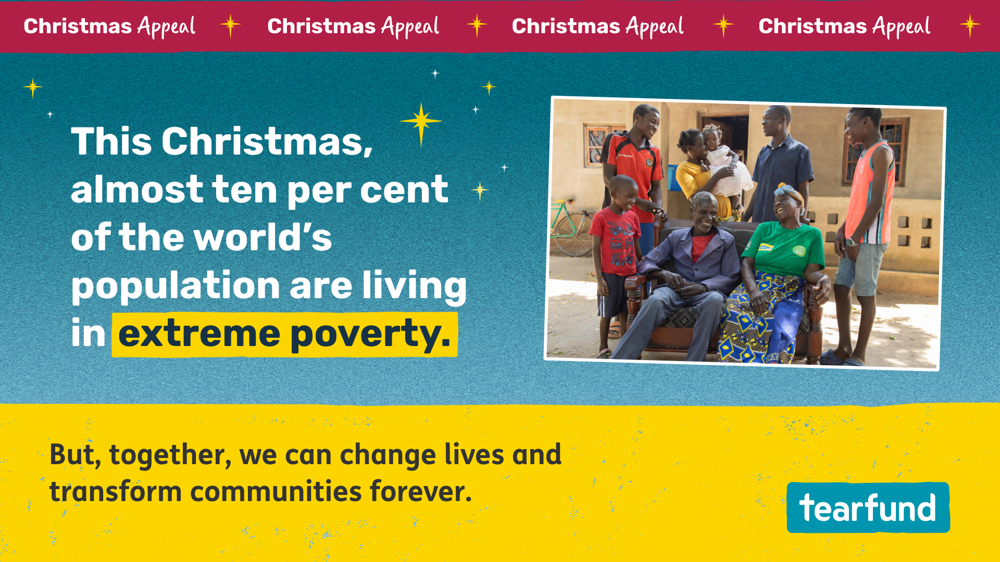 Christmas Appeal Christmas Appeal Christmas Appeal Christmas Appeal
This Christmas,
almost ten per cent
of the world’s
population are living
in extreme poverty.
O'Neills
But, together, we can change lives and
transform communities forever.
tearfund